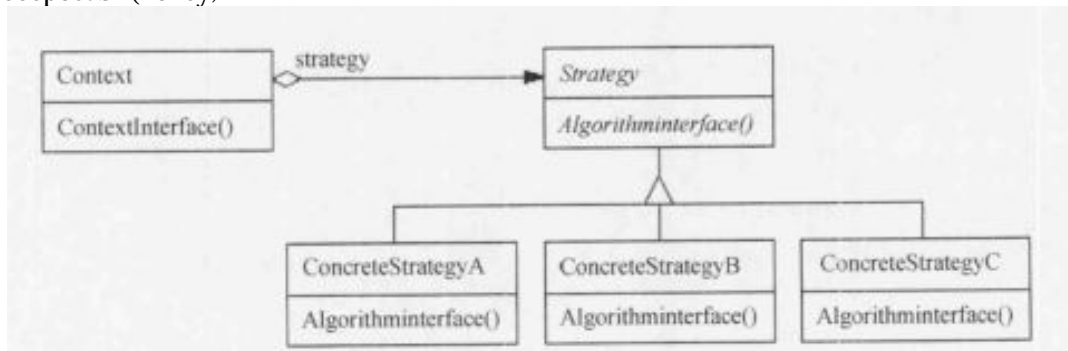 strategy
Context
Strategy
ContextInterface()
Algorithminterface()
ConcreteStrategyA
ConcreteStrategyB
ConcreteStrategyC
Algorithminterface()
Algorithminterface()
Algorithminterface()